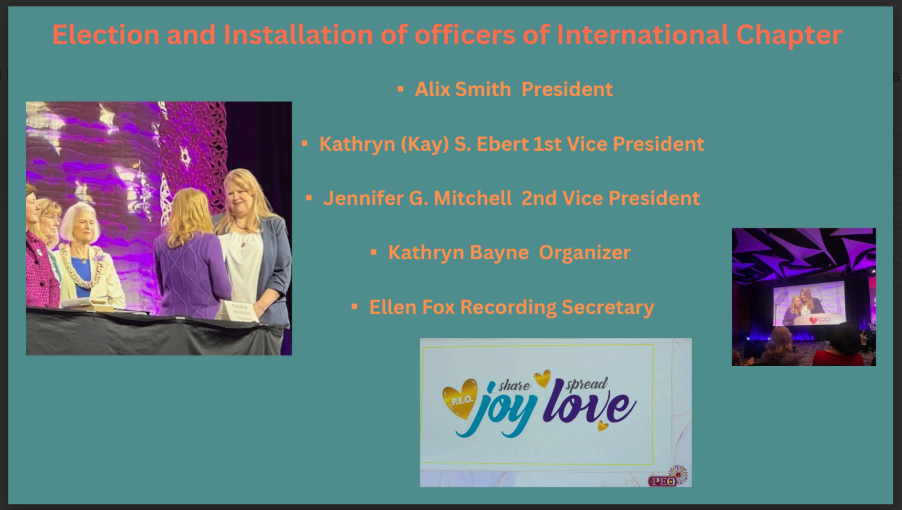 Election and Installation of officers of International Chapter
▪ Alix Smith President
▪ Kathryn (Kay) S. Ebert 1st Vice President
▪ Jennifer G. Mitchell 2nd Vice President
▪ Kathryn Bayne Organizer
▪ Ellen Fox Recording Secretary
share spread
P.E.O. joy love
PEO